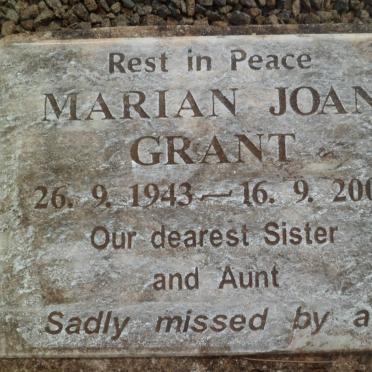 Rest in Peace
MARIAN JOAN
GRANT
26. 9. 1943 — 16. 9. 200
Our dearest Sister
and Aunt
Sadly missed by a